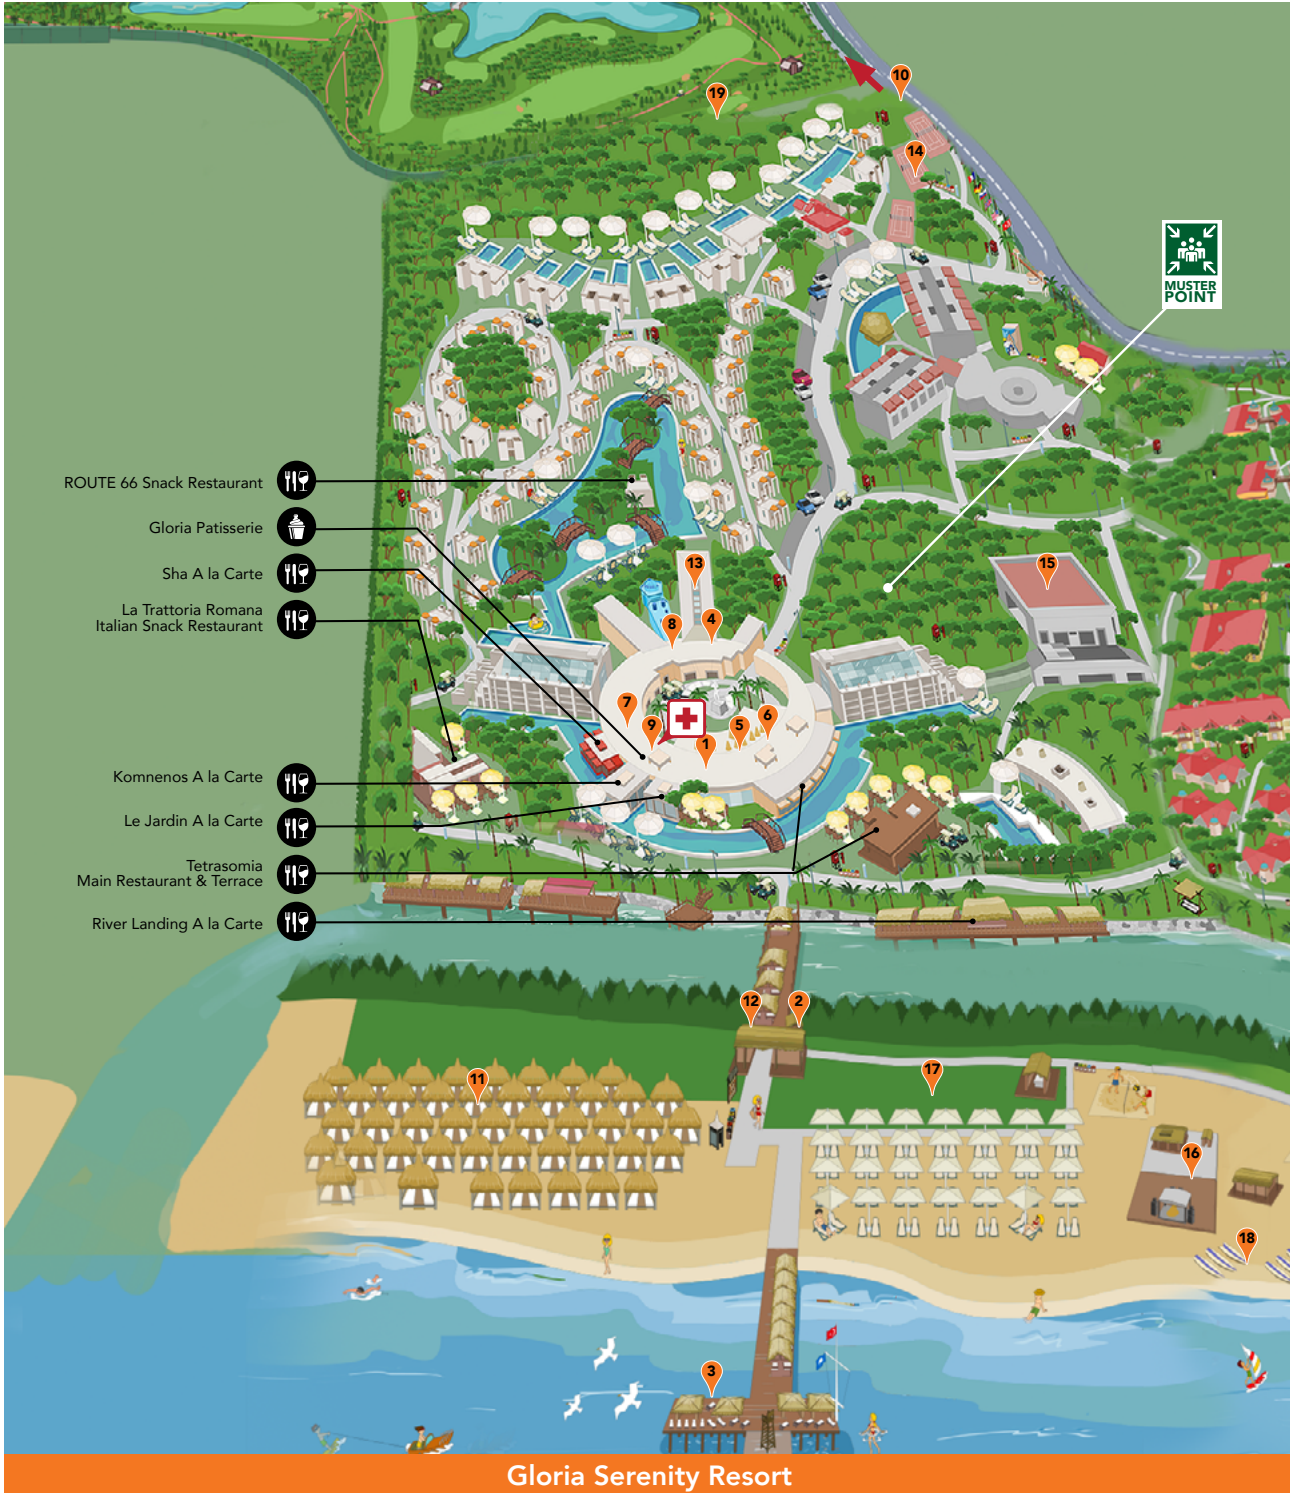 19
10
14
MUSTER
POINT
ROUTE 66 Snack Restaurant
Gloria Patisserie
Sha A la Carte
La Trattoria Romana
Italian Snack Restaurant
13
15
8
4
7
9
5
6
1
Komnenos A la Carte
Le Jardin A la Carte
Tetrasomia
Main Restaurant & Terrace
River Landing A la Carte
12
2
11
17
16
18
3
Gloria Serenity Resort